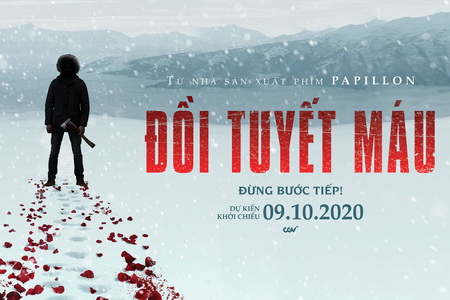 TỪ NHÀ SẢN XUẤT PHIM PAPILLON
ĐỒI TUYẾT MÁU
ĐỪNG BƯỚC TIẾP!
DỰ KIẾN
KHỞI CHIẾU 09.10.2020
CGV